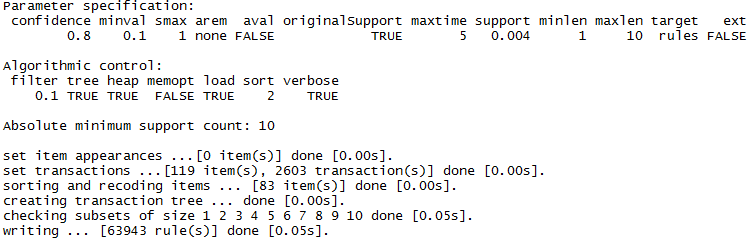 Parameter specification:
confidence minval smax arem aval originalSupport maxtime support minlen maxlen target ext
0.8 0.1 1 none FALSE TRUE 5 0.004 1 10 rules FALSE
Algorithmic control:
filter tree heap memopt load sort verbose
0.1 TRUE TRUE FALSE TRUE 2 TRUE
Absolute minimum support count: 10
set item appearances ...[0 item(s)] done [0.00s].
set transactions ...[119 item(s), 2603 transaction(s)] done [0.00s].
sorting and recoding items ... [83 item(s)] done [0.00s].
creating transaction tree ... done [0.00s].
checking subsets of size 1 2 3 4 5 6 7 8 9 10 done [0.05s].
writing ... [63943 rule(s)] done [0.05s].